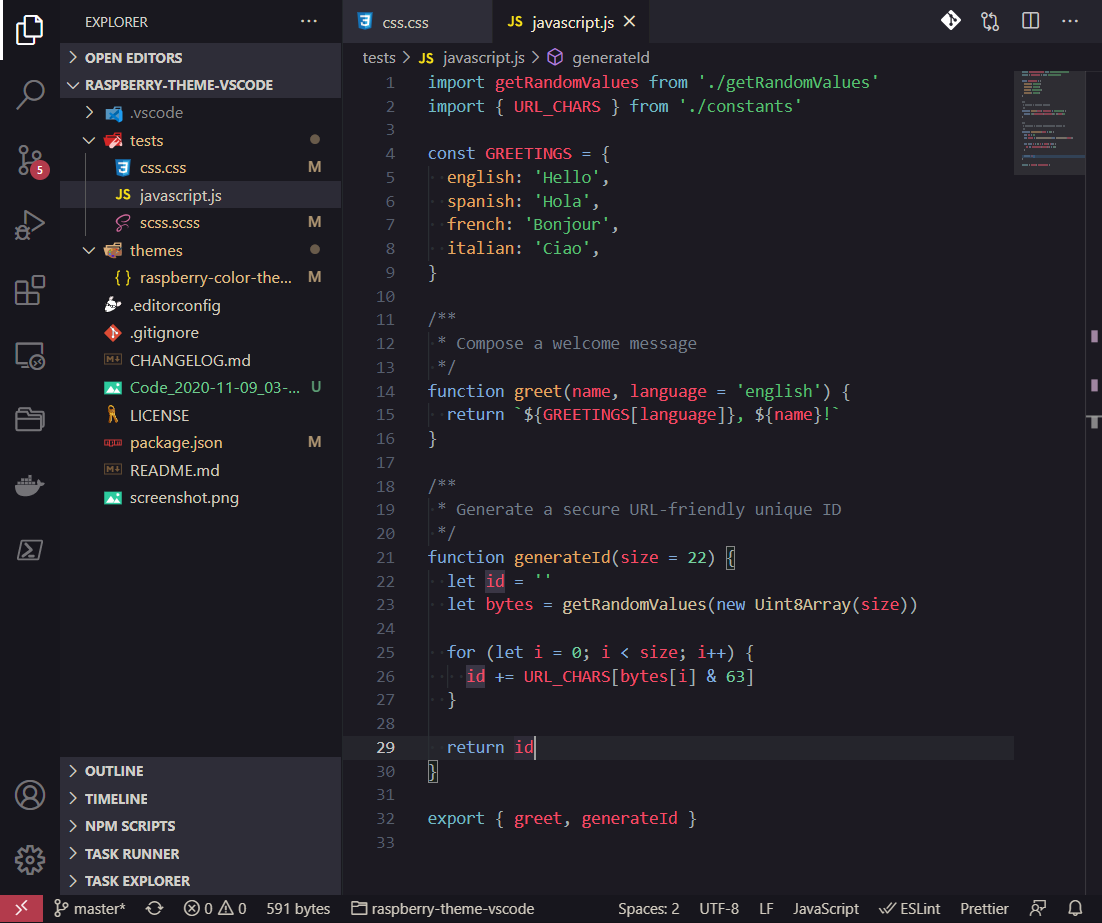 EXPLORER
OPEN EDITORS
RASPBERRY-THEME-VSCODE
.vscode
tests
css.css M
JS javascript.js
scss.scss M
themes
{ } raspberry-color-the... M
.editorconfig
.gitignore
CHANGELOG.md
Code_2020-11-09_03-... U
LICENSE
package.json M
README.md
screenshot.png
OUTLINE
TIMELINE
NPM SCRIPTS
TASK RUNNER
TASK EXPLORER
5
css.css
JS javascript.js
tests > JS javascript.js > generateId
1 import getRandomValues from './getRandomValues'
2 import { URL_CHARS } from './constants'
3
4 const GREETINGS = {
5 english: 'Hello',
6 spanish: 'Hola',
7 french: 'Bonjour',
8 italian: 'Ciao',
9 }
10
11 /**
12 * Compose a welcome message
13 */
14 function greet(name, language = 'english') {
15 return `${GREETINGS[language]}, ${name}!`
16 }
17
18 /**
19 * Generate a secure URL-friendly unique ID
20 */
21 function generateId(size = 22) {
22 let id = ''
23 let bytes = getRandomValues(new Uint8Array(size))
24
25 for (let i = 0; i < size; i++) {
26 id += URL_CHARS[bytes[i] & 63]
27 }
28
29 return id
30 }
31
32 export { greet, generateId }
33
master* 0 0 591 bytes raspberry-theme-vscode Spaces: 2 UTF-8 LF JavaScript ESLint Prettier